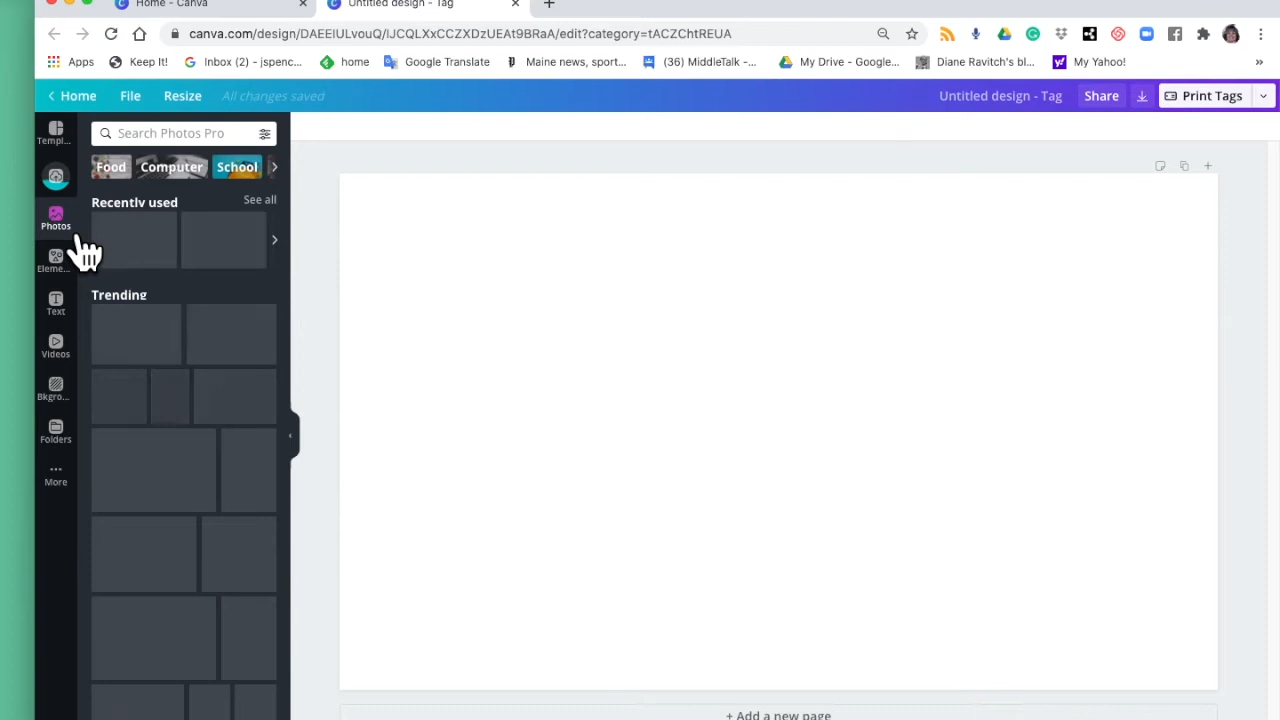 Home - Canva
Untitled design - Tag
canva.com/design/DAEEIULvouQ/IJCQLXxCCZXDzUEAt9BRaA/edit?category=tACZChtREUA
Apps Keep It! Inbox (2) - jspenc... home Google Translate Maine news, sport... (36) MiddleTalk -... My Drive - Google... Diane Ravitch's bl... My Yahoo! »
Home File Resize All changes saved Untitled design - Tag Share Print Tags
Templ...
Search Photos Pro
Food Computer School
Recently used See all
Photos
Eleme...
Trending
Text
Videos
Bkgro...
Folders
More
+ Add a new page